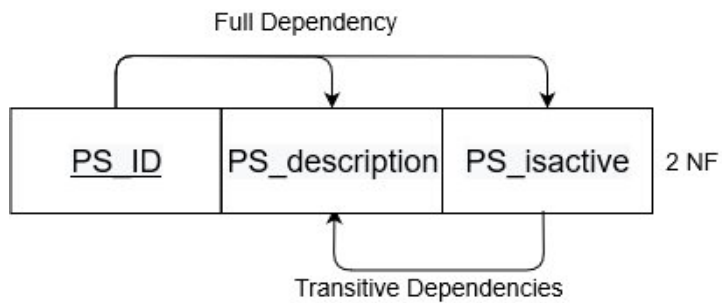 Full Dependency
PS_ID PS_description PS_isactive 2 NF
Transitive Dependencies